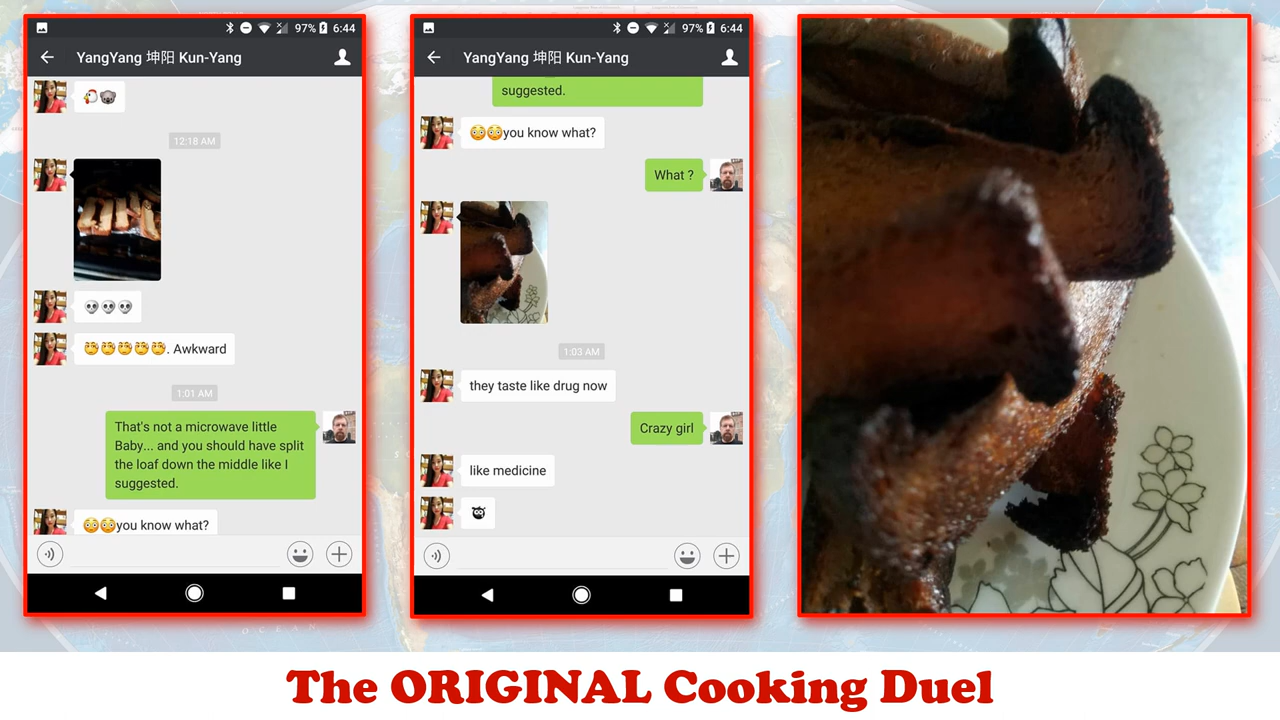 97% 6:44
YangYang 坤阳 Kun-Yang
🐔🐨
12:18 AM
💀💀💀
🤔🤔🤔🤔🤔. Awkward
1:01 AM
That's not a microwave little
Baby... and you should have split
the loaf down the middle like I
suggested.
😳😳you know what?
97% 6:44
YangYang 坤阳 Kun-Yang
suggested.
😳😳you know what?
What ?
1:03 AM
they taste like drug now
Crazy girl
like medicine
The ORIGINAL Cooking Duel